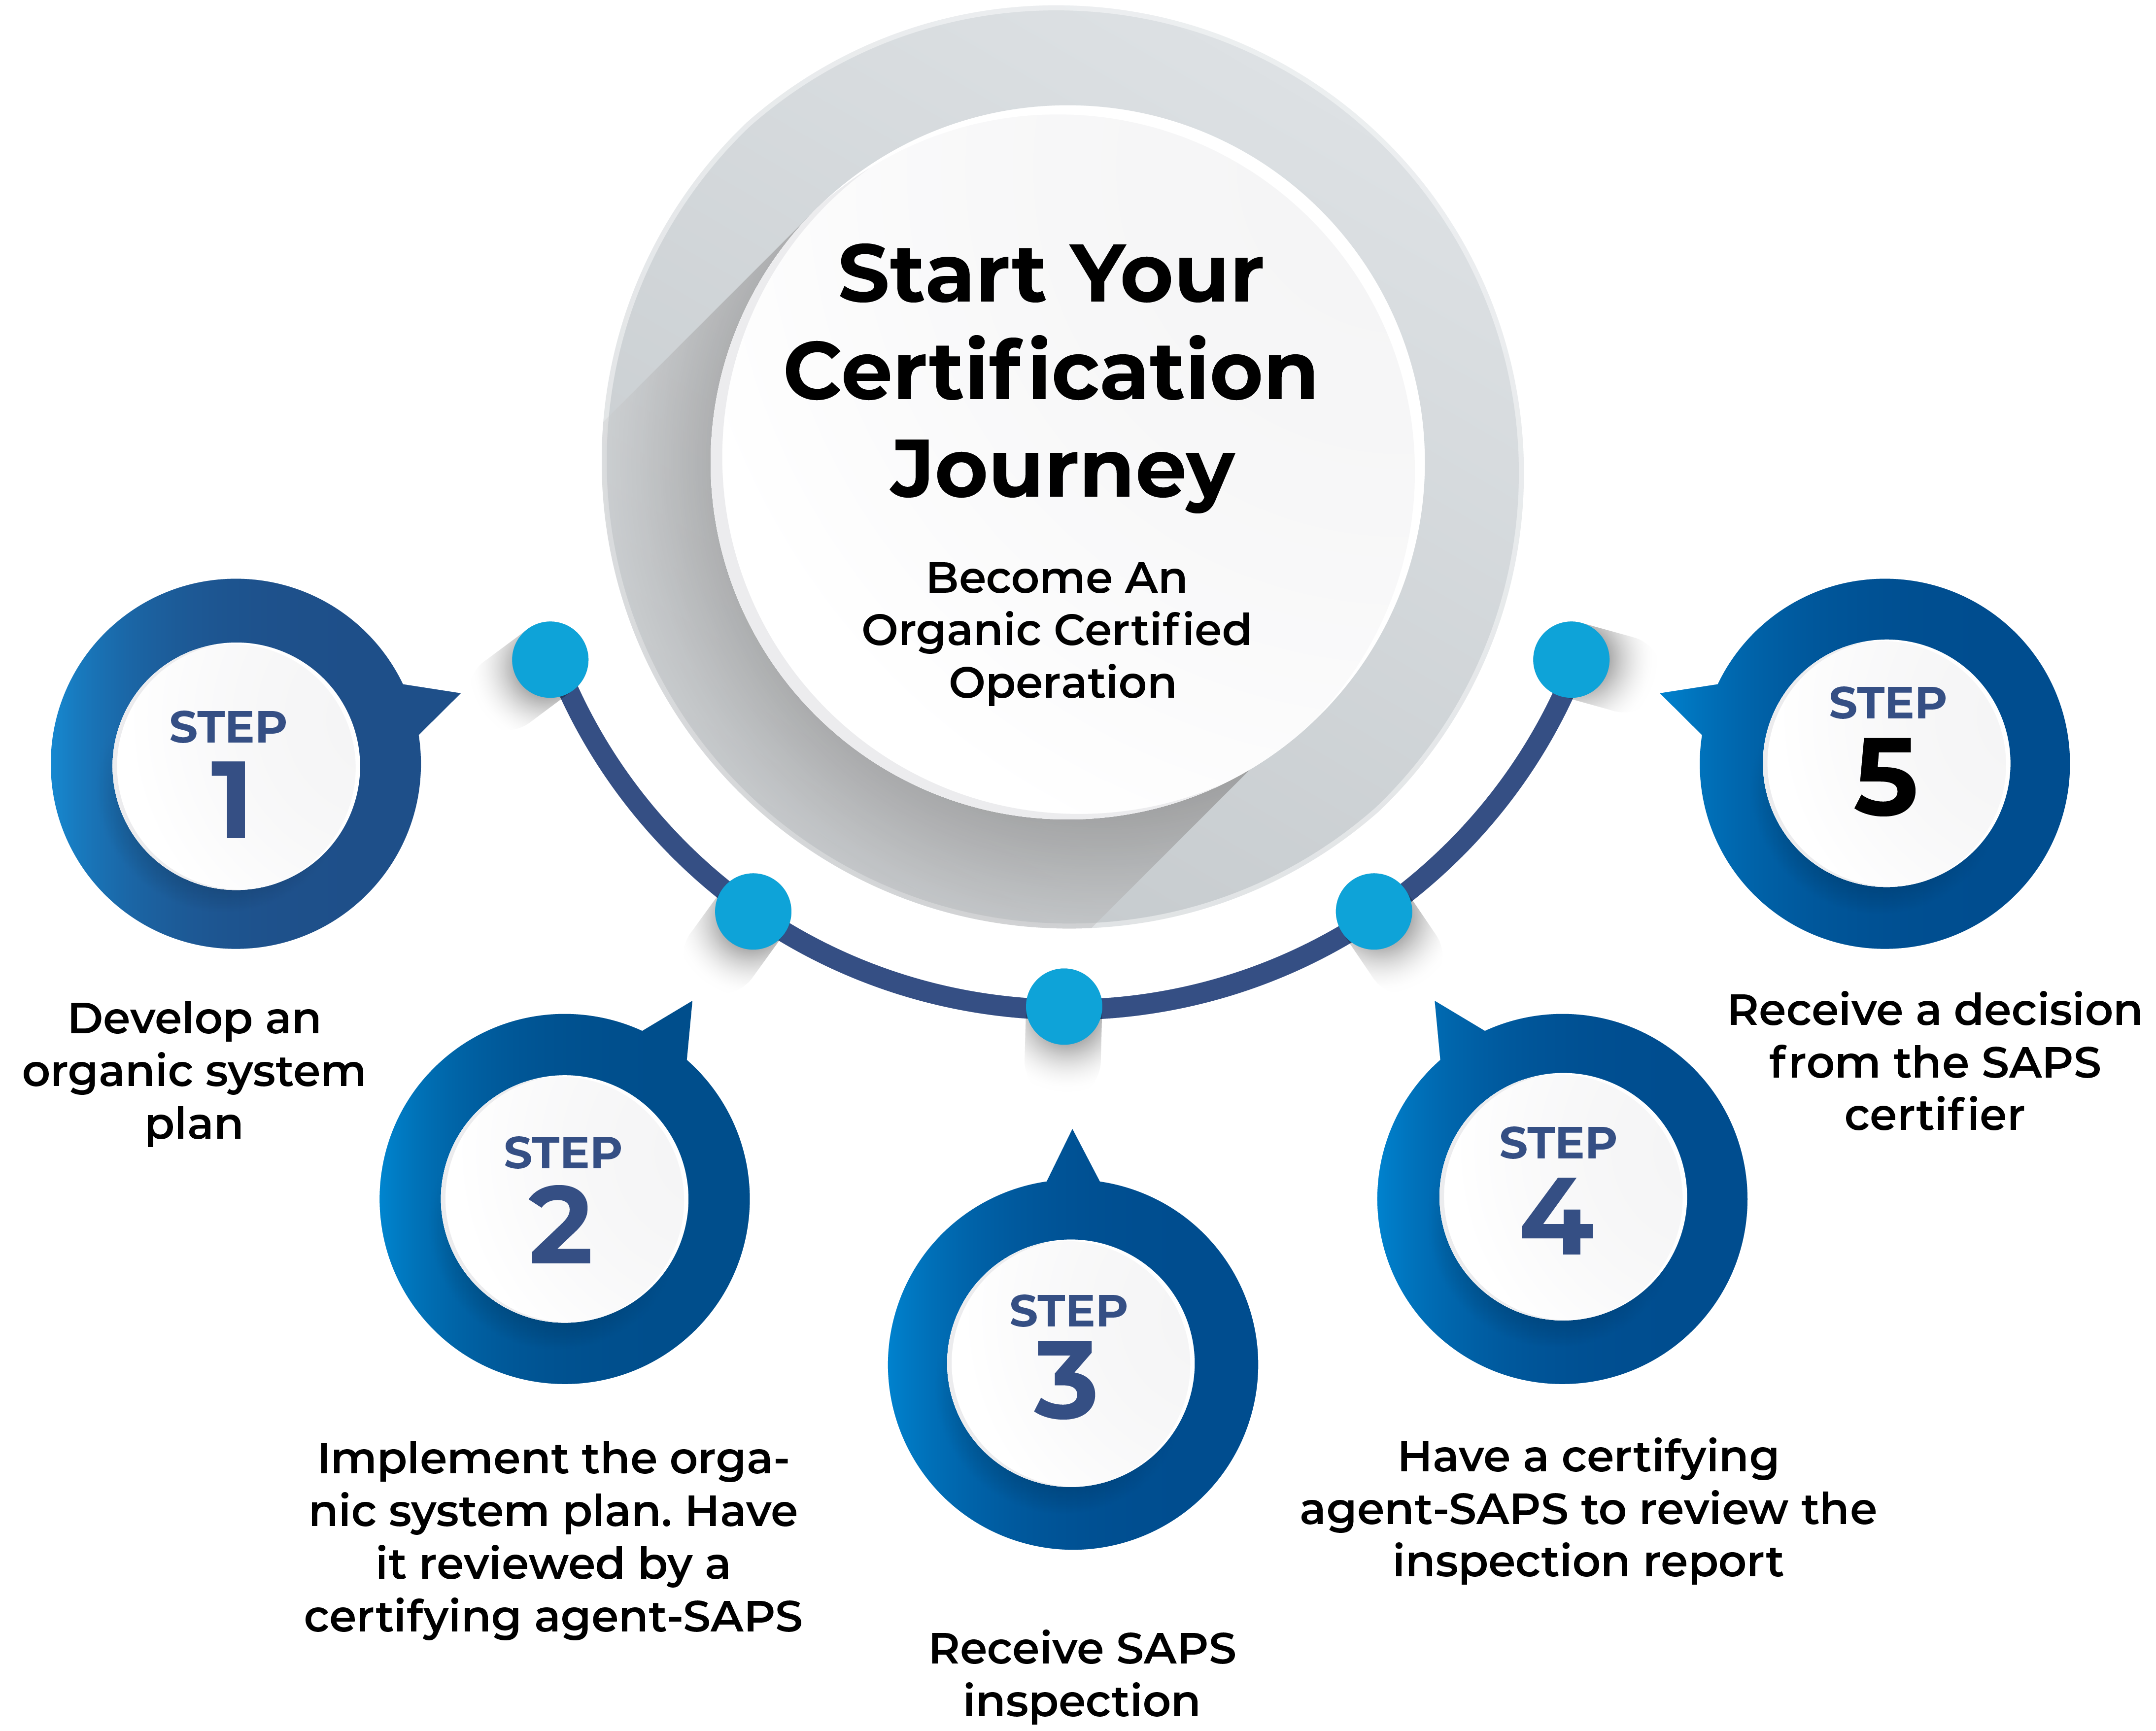 Start Your
Certification
Journey
Become An
Organic Certified
Operation
STEP
1
Develop an
organic system
plan
STEP
2
Implement the orga-
nic system plan. Have
it reviewed by a
certifying agent-SAPS
STEP
3
Receive SAPS
inspection
STEP
4
Have a certifying
agent-SAPS to review the
inspection report
STEP
5
Receive a decision
from the SAPS
certifier